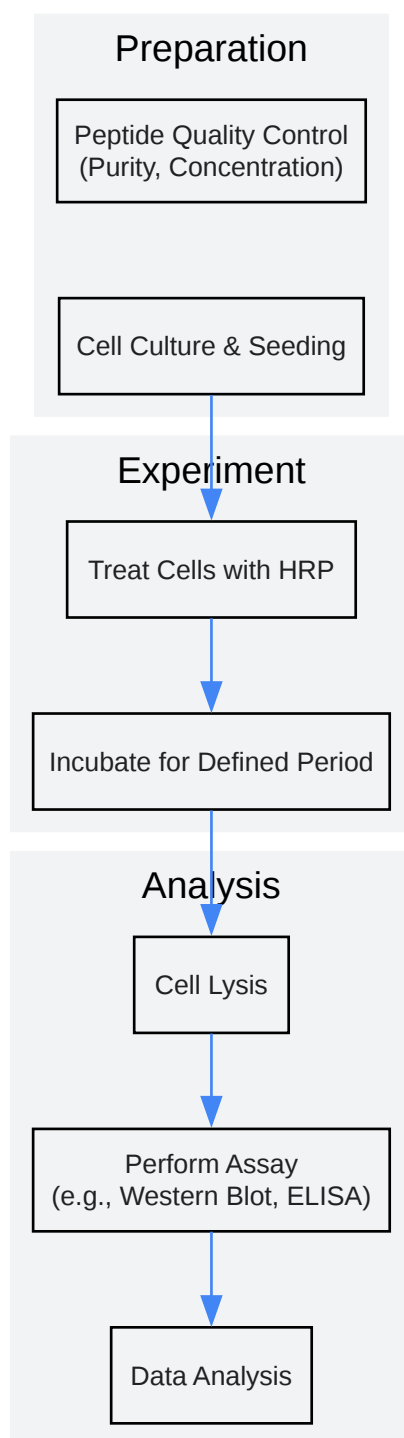 Preparation
Peptide Quality Control
(Purity, Concentration)
Cell Culture & Seeding
Experiment
Treat Cells with HRP
Incubate for Defined Period
Analysis
Cell Lysis
Perform Assay
(e.g., Western Blot, ELISA)
Data Analysis